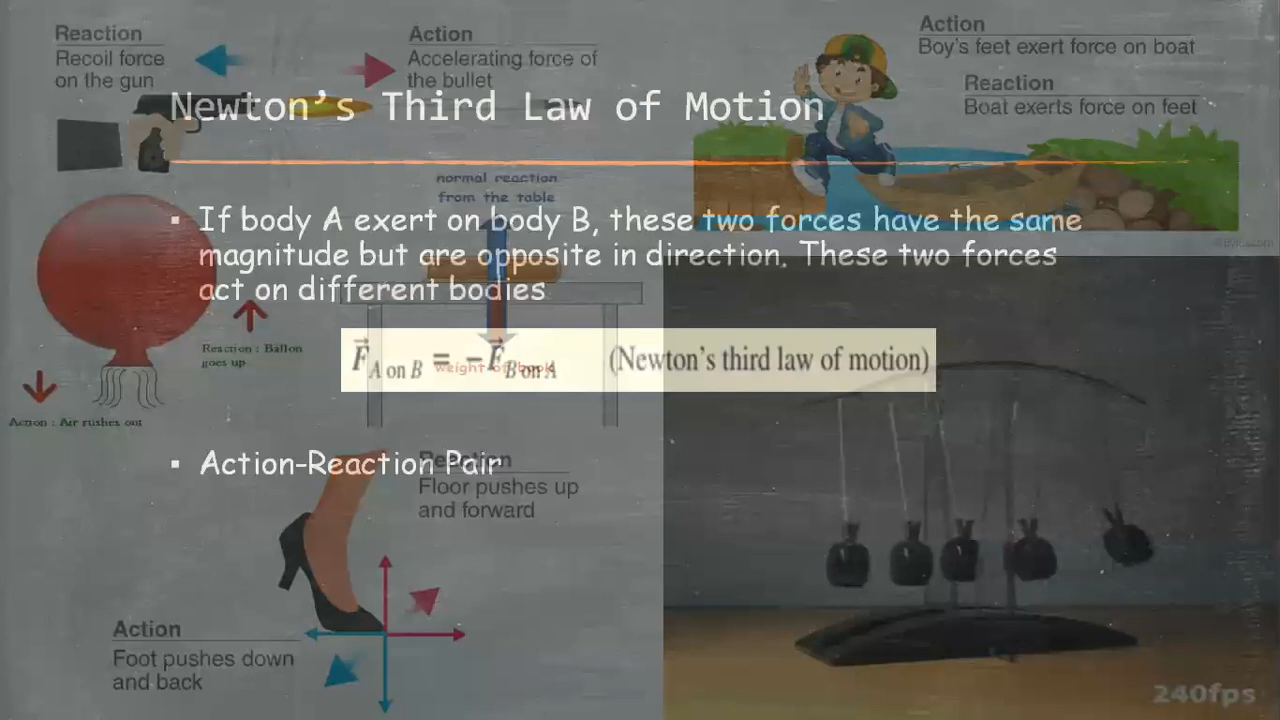 Reaction
Recoil force
on the gun
Action
Accelerating force of
the bullet
Action
Boy's feet exert force on boat
Reaction
Boat exerts force on feet
Newton's Third Law of Motion
normal reaction
from the table
▪ If body A exert on body B, these two forces have the same
magnitude but are opposite in direction. These two forces
act on different bodies
Reaction : Ballon
goes up
F⃗A on B = −F⃗B on A (Newton's third law of motion)
weight of book
Action : Air rushes out
▪ Action-Reaction Pair
Reaction
Floor pushes up
and forward
Action
Foot pushes down
and back
240fps